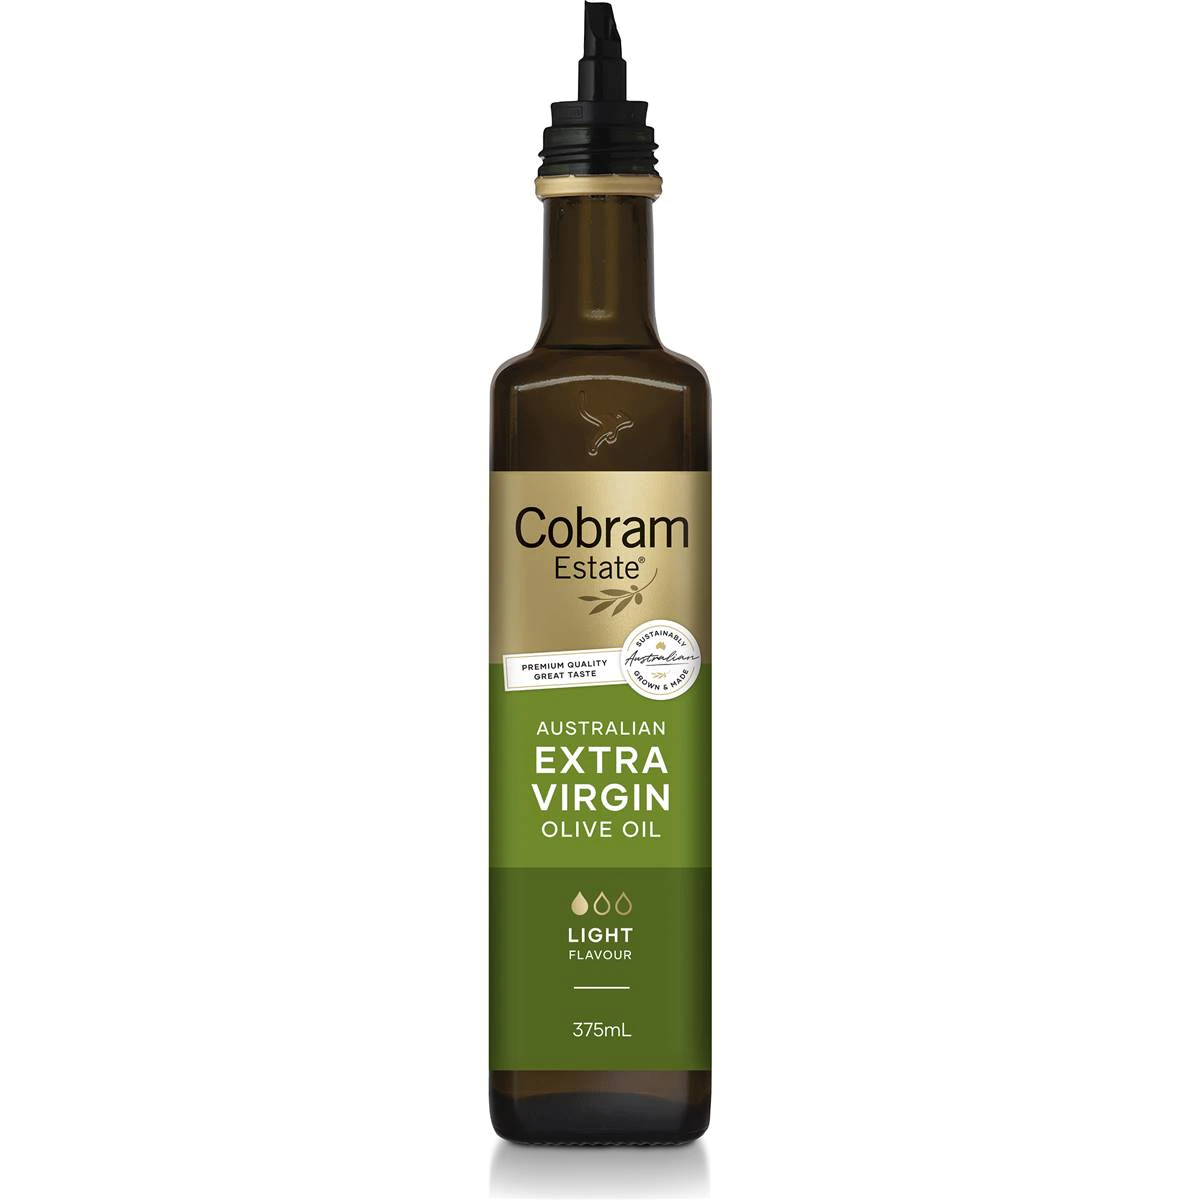 Cobram
Estate®
PREMIUM QUALITY
GREAT TASTE
SUSTAINABLY
Australian
GROWN & MADE
AUSTRALIAN
EXTRA
VIRGIN
OLIVE OIL
LIGHT
FLAVOUR
375mL